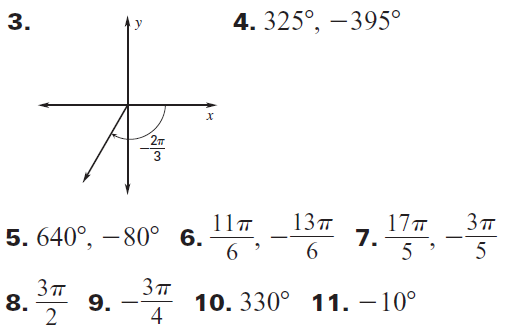 3. y 4. 325°, −395°
x
−2π/3
5. 640°, −80° 6. 11π/6, −13π/6 7. 17π/5, −3π/5
8. 3π/2 9. −3π/4 10. 330° 11. −10°